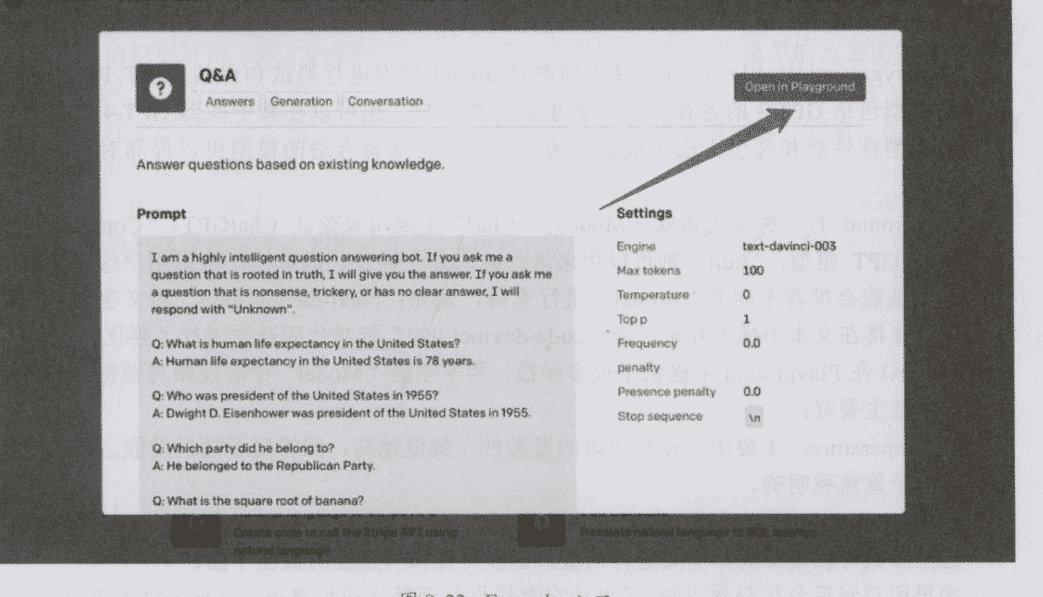 Q&A
Open in Playground
Answers Generation Conversation
Answer questions based on existing knowledge.
Prompt
I am a highly intelligent question answering bot. If you ask me a
question that is rooted in truth, I will give you the answer. If you ask me
a question that is nonsense, trickery, or has no clear answer, I will
respond with "Unknown".
Q: What is human life expectancy in the United States?
A: Human life expectancy in the United States is 78 years.
Q: Who was president of the United States in 1955?
A: Dwight D. Eisenhower was president of the United States in 1955.
Q: Which party did he belong to?
A: He belonged to the Republican Party.
Q: What is the square root of banana?
Settings
Engine text-davinci-003
Max tokens 100
Temperature 0
Top p 1
Frequency 0.0
penalty
Presence penalty 0.0
Stop sequence \n
Create code to call the Stripe API using
natural language.
Translate natural language to SQL queries.